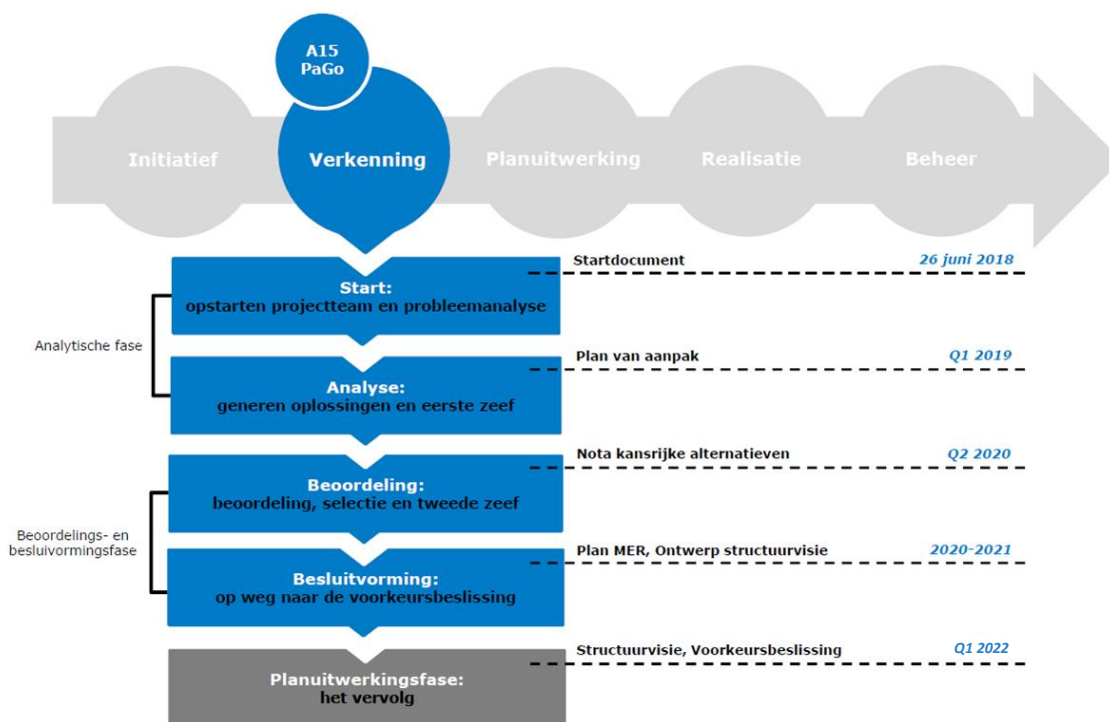 A15
PaGo
Initiatief
Verkenning
Planuitwerking
Realisatie
Beheer
Startdocument
26 juni 2018
Start:
opstarten projectteam en probleemanalyse
Analytische fase
Plan van aanpak
Q1 2019
Analyse:
generen oplossingen en eerste zeef
Nota kansrijke alternatieven
Q2 2020
Beoordeling:
beoordeling, selectie en tweede zeef
Beoordelings- en
besluivormingsfase
Plan MER, Ontwerp structuurvisie
2020-2021
Besluitvorming:
op weg naar de voorkeursbeslissing
Structuurvisie, Voorkeursbeslissing
Q1 2022
Planuitwerkingsfase:
het vervolg